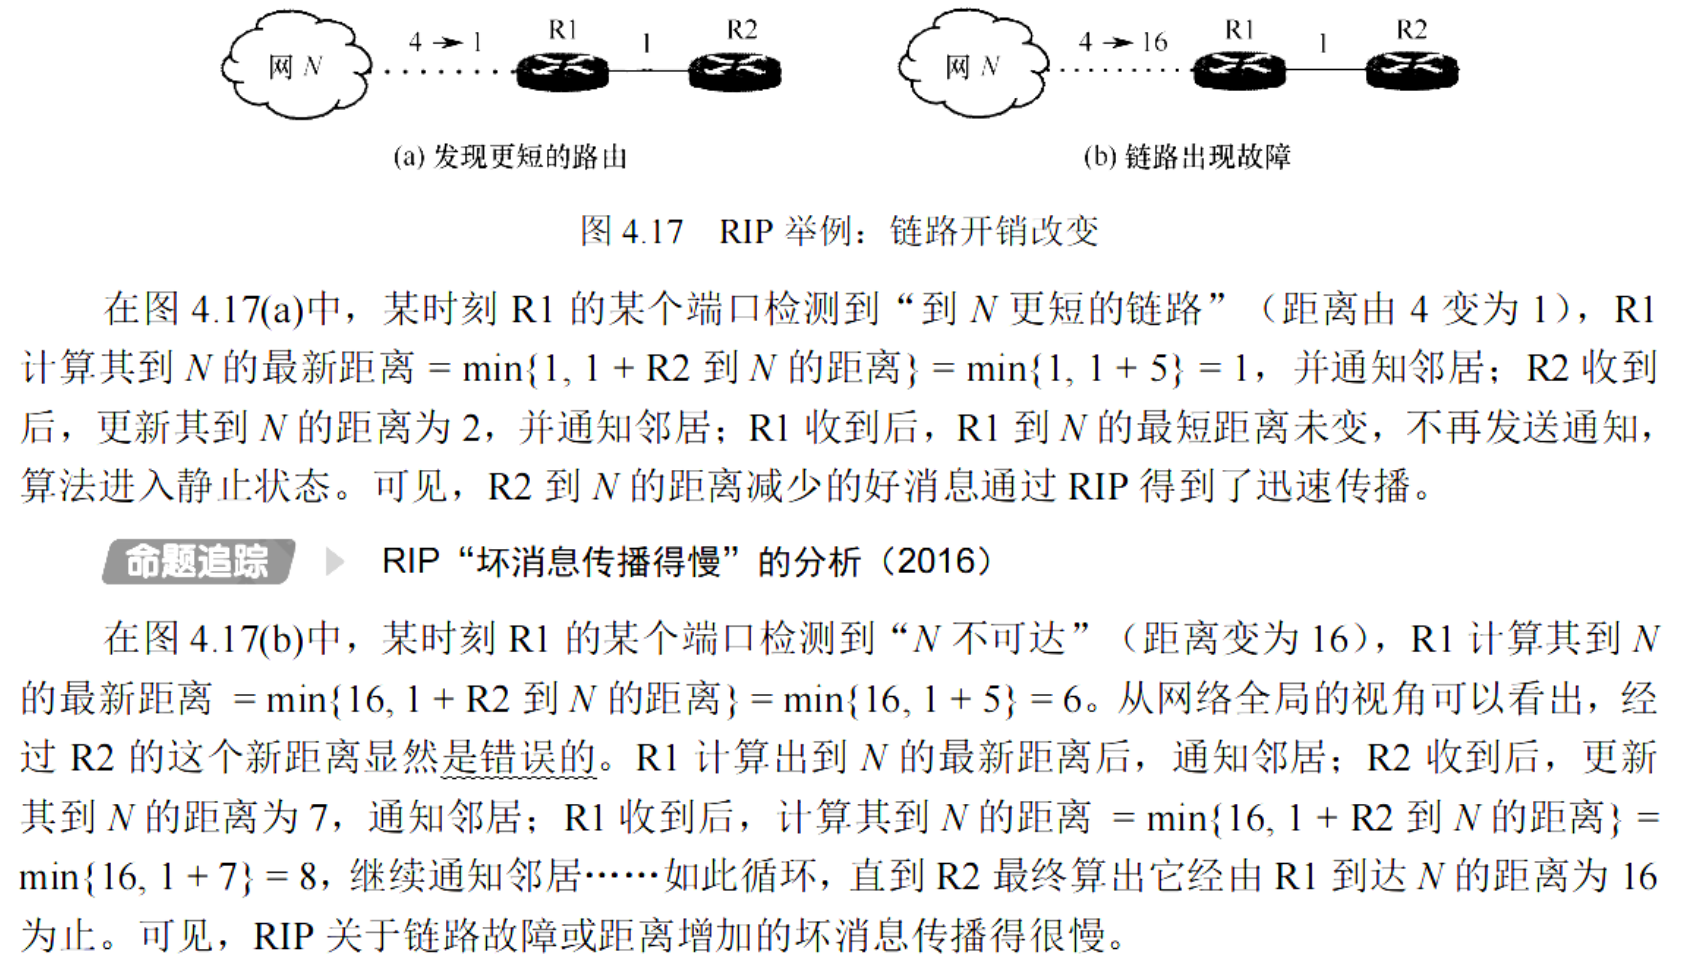 4→1 R1 1 R2 4→16 R1 1 R2
网 N 网 N
(a) 发现更短的路由 (b) 链路出现故障
图 4.17 RIP 举例：链路开销改变
在图 4.17(a)中，某时刻 R1 的某个端口检测到“到 N 更短的链路”（距离由 4 变为 1），R1
计算其到 N 的最新距离 = min{1, 1 + R2 到 N 的距离} = min{1, 1 + 5} = 1，并通知邻居；R2 收到
后，更新其到 N 的距离为 2，并通知邻居；R1 收到后，R1 到 N 的最短距离未变，不再发送通知，
算法进入静止状态。可见，R2 到 N 的距离减少的好消息通过 RIP 得到了迅速传播。
命题追踪 RIP “坏消息传播得慢”的分析（2016）
在图 4.17(b)中，某时刻 R1 的某个端口检测到“N 不可达”（距离变为 16），R1 计算其到 N
的最新距离 = min{16, 1 + R2 到 N 的距离} = min{16, 1 + 5} = 6。从网络全局的视角可以看出，经
过 R2 的这个新距离显然是错误的。R1 计算出到 N 的最新距离后，通知邻居；R2 收到后，更新
其到 N 的距离为 7，通知邻居；R1 收到后，计算其到 N 的距离 = min{16, 1 + R2 到 N 的距离} =
min{16, 1 + 7} = 8，继续通知邻居……如此循环，直到 R2 最终算出它经由 R1 到达 N 的距离为 16
为止。可见，RIP 关于链路故障或距离增加的坏消息传播得很慢。